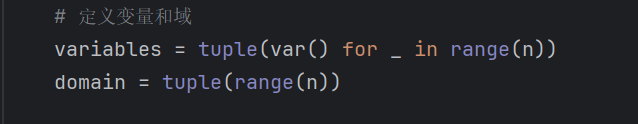 # 定义变量和域
variables = tuple(var() for _ in range(n))
domain = tuple(range(n))